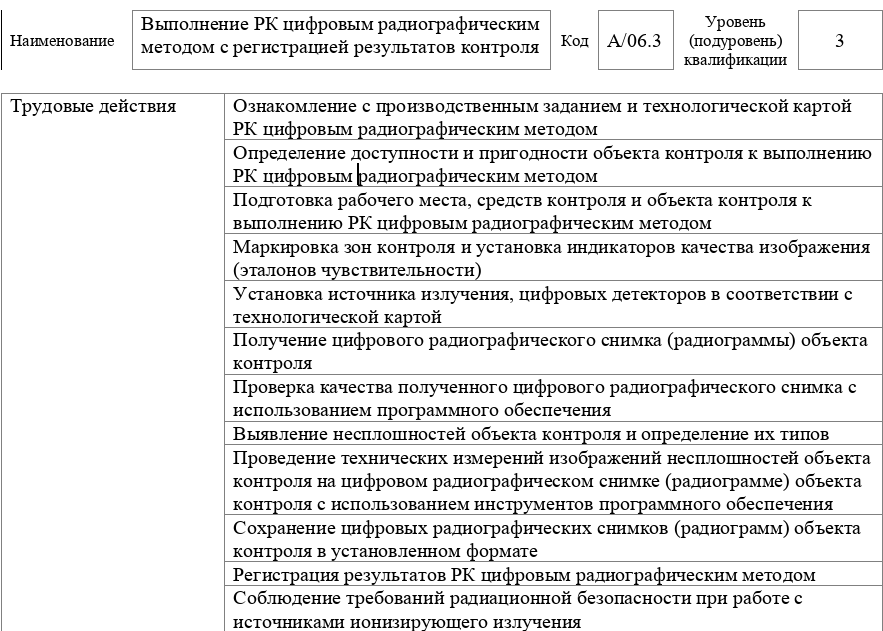 Наименование
Выполнение РК цифровым радиографическим
методом с регистрацией результатов контроля
Код
А/06.3
Уровень
(подуровень)
квалификации
3
Трудовые действия
Ознакомление с производственным заданием и технологической картой
РК цифровым радиографическим методом
Определение доступности и пригодности объекта контроля к выполнению
РК цифровым радиографическим методом
Подготовка рабочего места, средств контроля и объекта контроля к
выполнению РК цифровым радиографическим методом
Маркировка зон контроля и установка индикаторов качества изображения
(эталонов чувствительности)
Установка источника излучения, цифровых детекторов в соответствии с
технологической картой
Получение цифрового радиографического снимка (радиограммы) объекта
контроля
Проверка качества полученного цифрового радиографического снимка с
использованием программного обеспечения
Выявление несплошностей объекта контроля и определение их типов
Проведение технических измерений изображений несплошностей объекта
контроля на цифровом радиографическом снимке (радиограмме) объекта
контроля с использованием инструментов программного обеспечения
Сохранение цифровых радиографических снимков (радиограмм) объекта
контроля в установленном формате
Регистрация результатов РК цифровым радиографическим методом
Соблюдение требований радиационной безопасности при работе с
источниками ионизирующего излучения